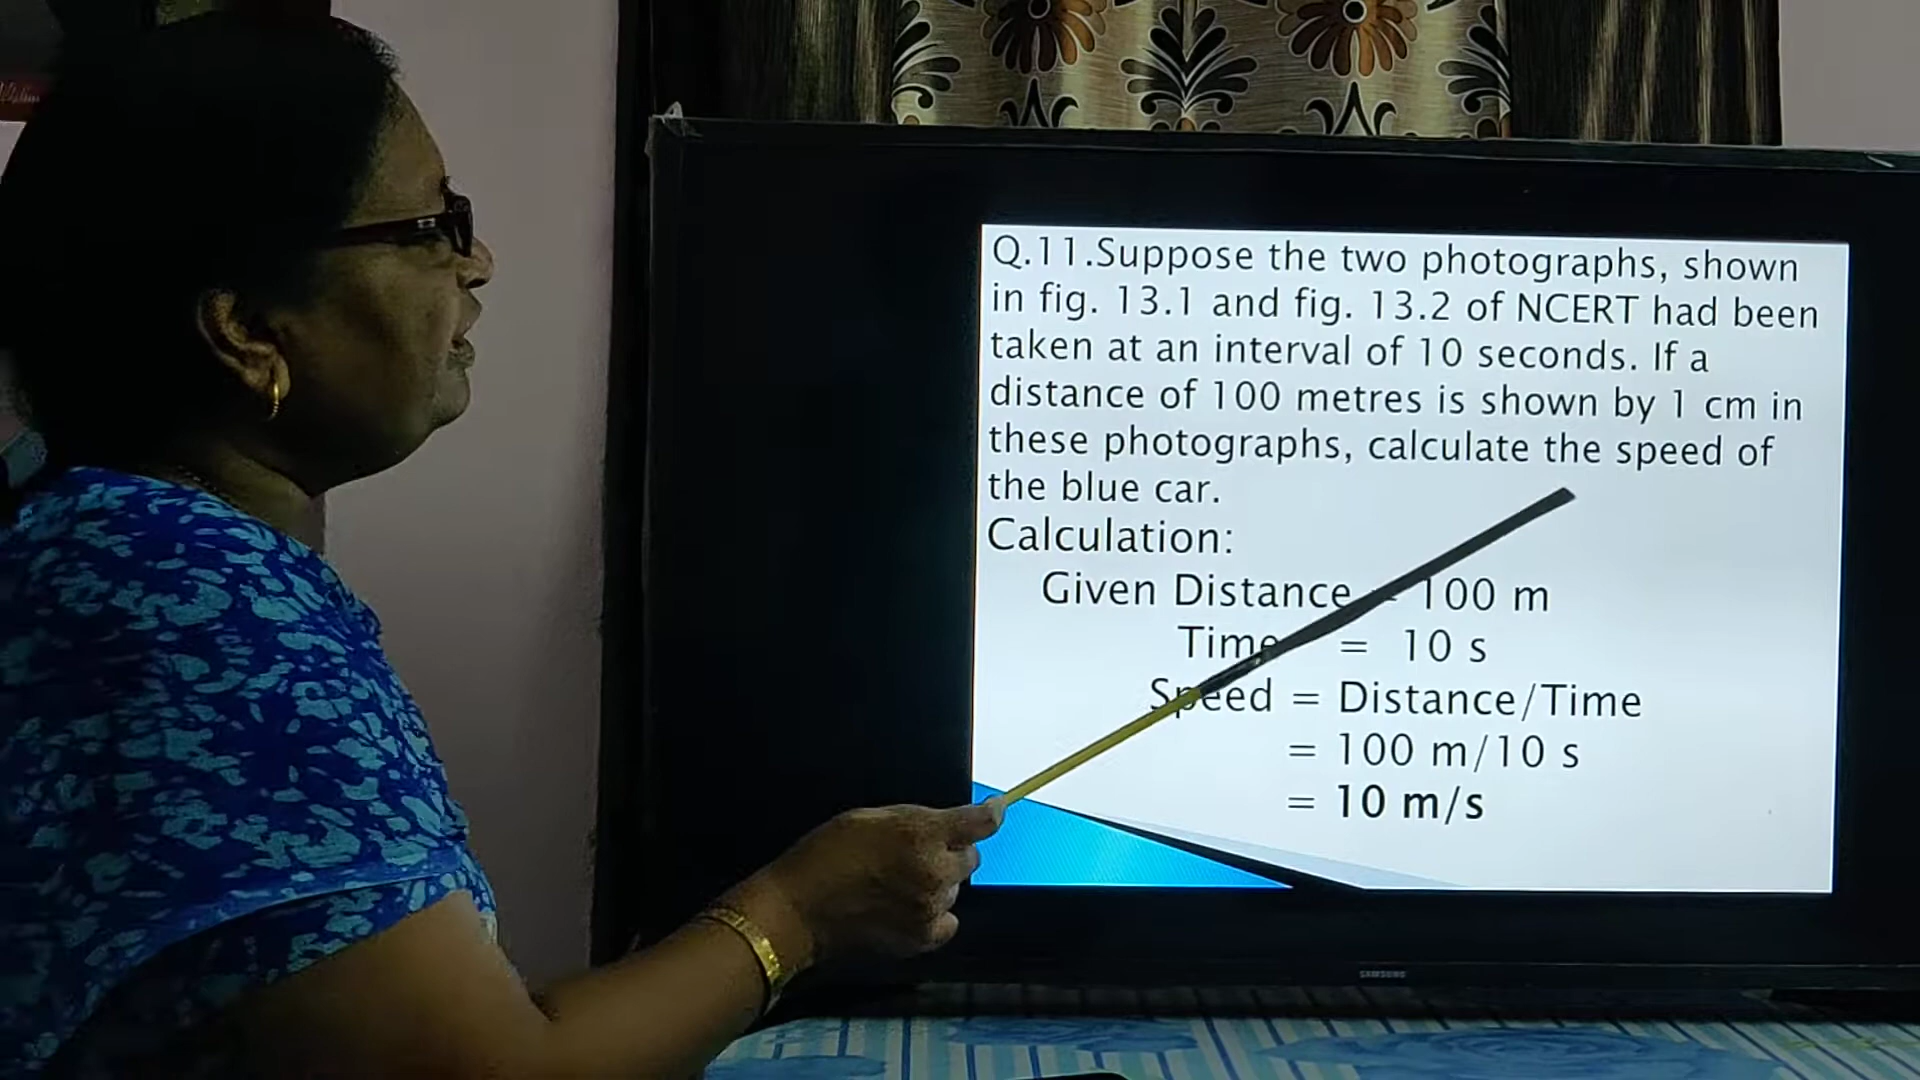 Q.11.Suppose the two photographs, shown
in fig. 13.1 and fig. 13.2 of NCERT had been
taken at an interval of 10 seconds. If a
distance of 100 metres is shown by 1 cm in
these photographs, calculate the speed of
the blue car.
Calculation:
Given Distance = 100 m
Time = 10 s
Speed = Distance/Time
= 100 m/10 s
= 10 m/s
SAMSUNG